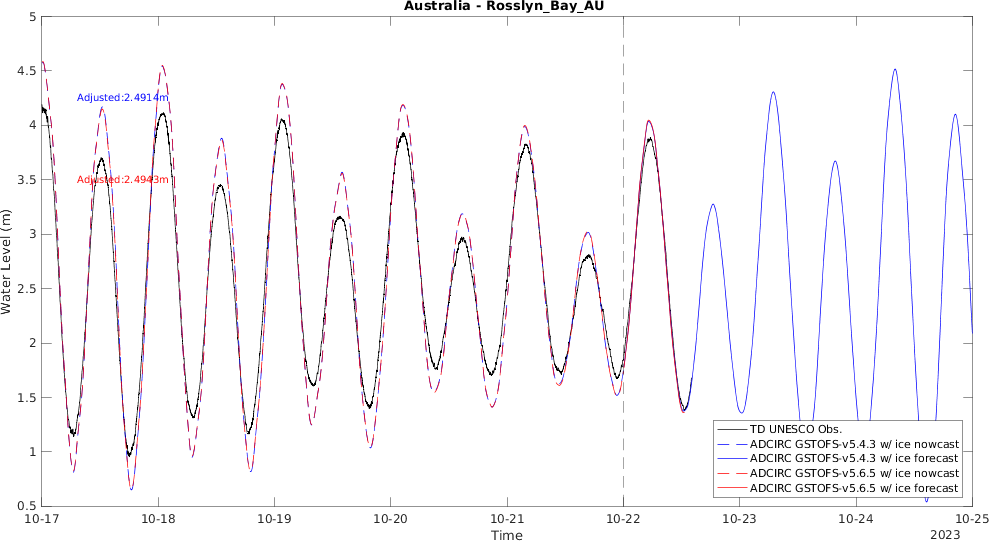 Australia - Rosslyn_Bay_AU
5
4.5
4
3.5
3
2.5
2
1.5
1
0.5
Water Level (m)
Adjusted:2.4914m
Adjusted:2.4943m
TD UNESCO Obs.
ADCIRC GSTOFS-v5.4.3 w/ ice nowcast
ADCIRC GSTOFS-v5.4.3 w/ ice forecast
ADCIRC GSTOFS-v5.6.5 w/ ice nowcast
ADCIRC GSTOFS-v5.6.5 w/ ice forecast
10-17 10-18 10-19 10-20 10-21 10-22 10-23 10-24 10-25
Time
2023